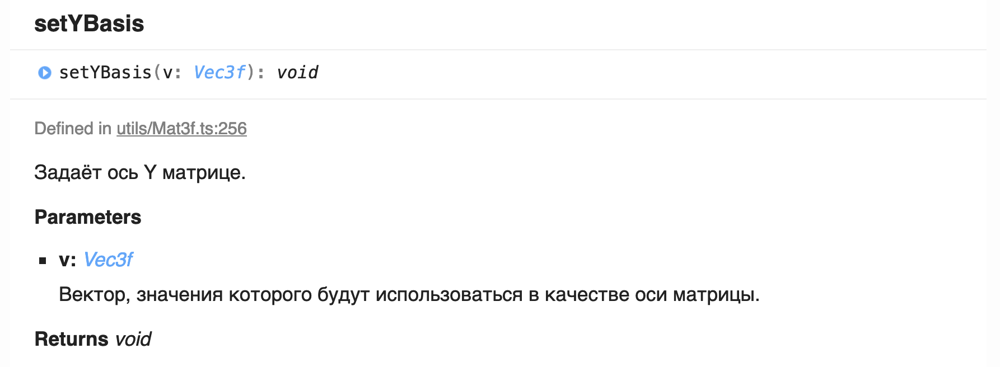 setYBasis
setYBasis(v: Vec3f): void
Defined in utils/Mat3f.ts:256
Задаёт ось Y матрице.
Parameters
v: Vec3f
Вектор, значения которого будут использоваться в качестве оси матрицы.
Returns void